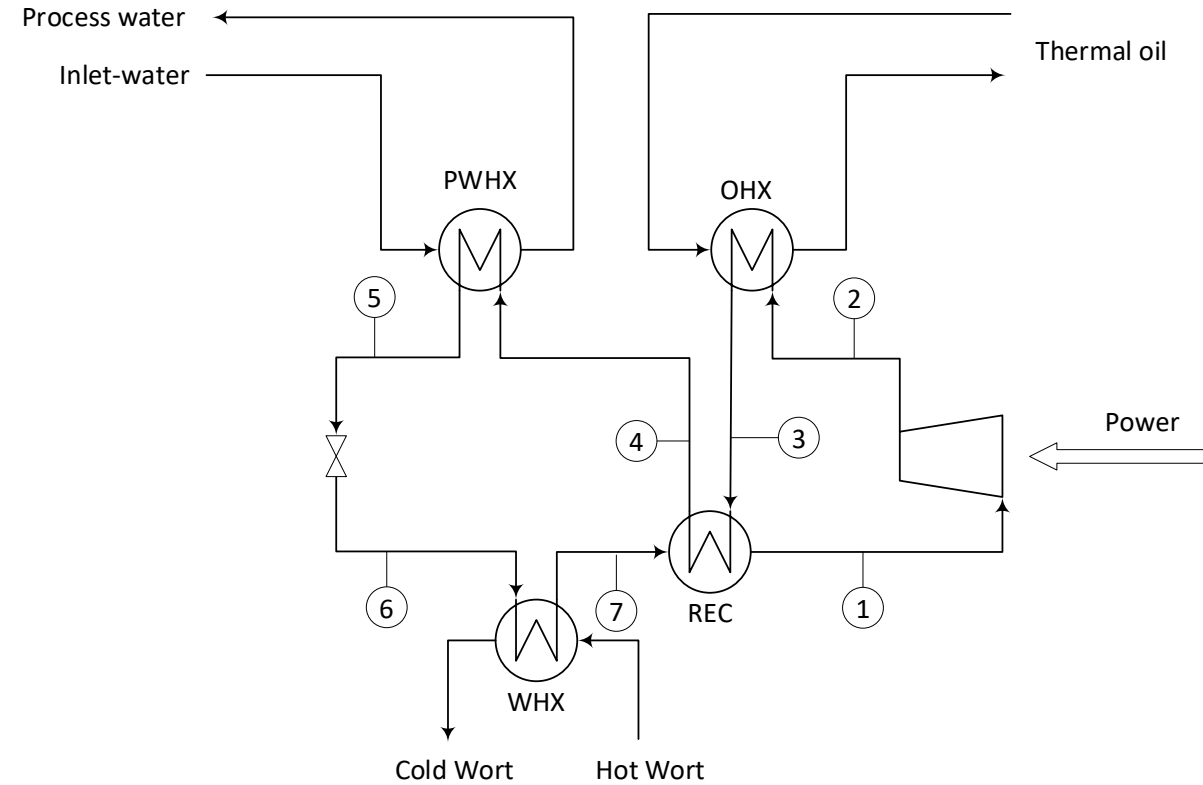 Process water
Thermal oil
Inlet-water
PWHX
OHX
5
2
Power
4
3
6
7
REC
1
WHX
Cold Wort
Hot Wort